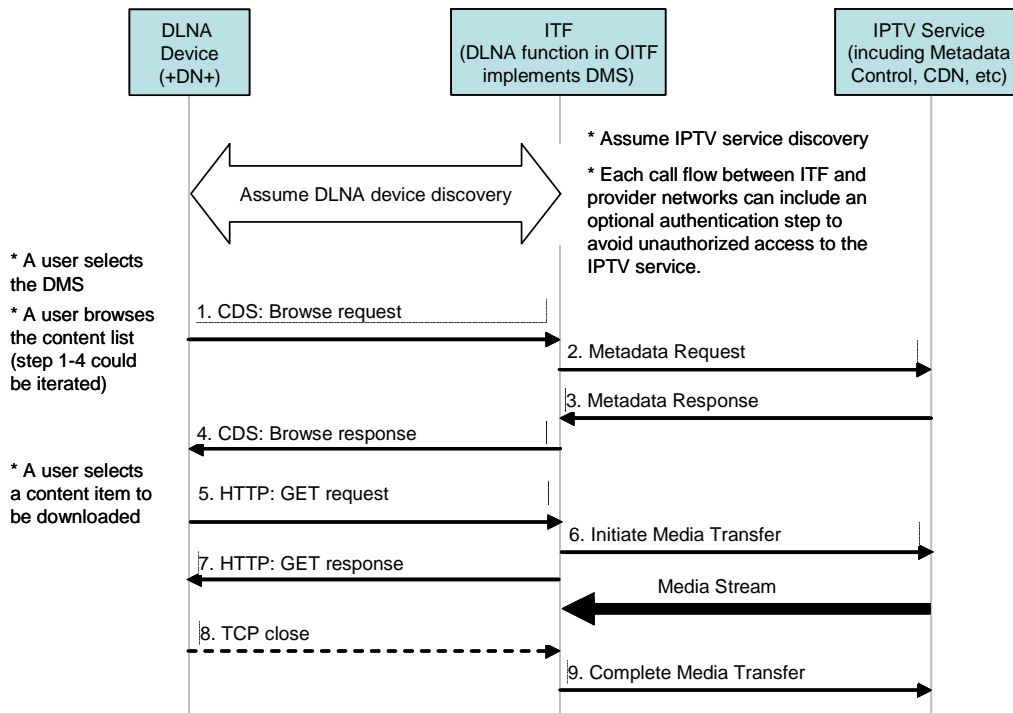 DLNA
Device
(+DN+)
ITF
(DLNA function in OITF
implements DMS)
IPTV Service
(incuding Metadata
Control, CDN, etc)
* Assume IPTV service discovery
* Each call flow between ITF and
provider networks can include an
optional authentication step to
avoid unauthorized access to the
IPTV service.
Assume DLNA device discovery
* A user selects
the DMS
* A user browses
the content list
(step 1-4 could
be iterated)
1. CDS: Browse request
2. Metadata Request
3. Metadata Response
4. CDS: Browse response
* A user selects
a content item to
be downloaded
5. HTTP: GET request
6. Initiate Media Transfer
7. HTTP: GET response
Media Stream
8. TCP close
9. Complete Media Transfer